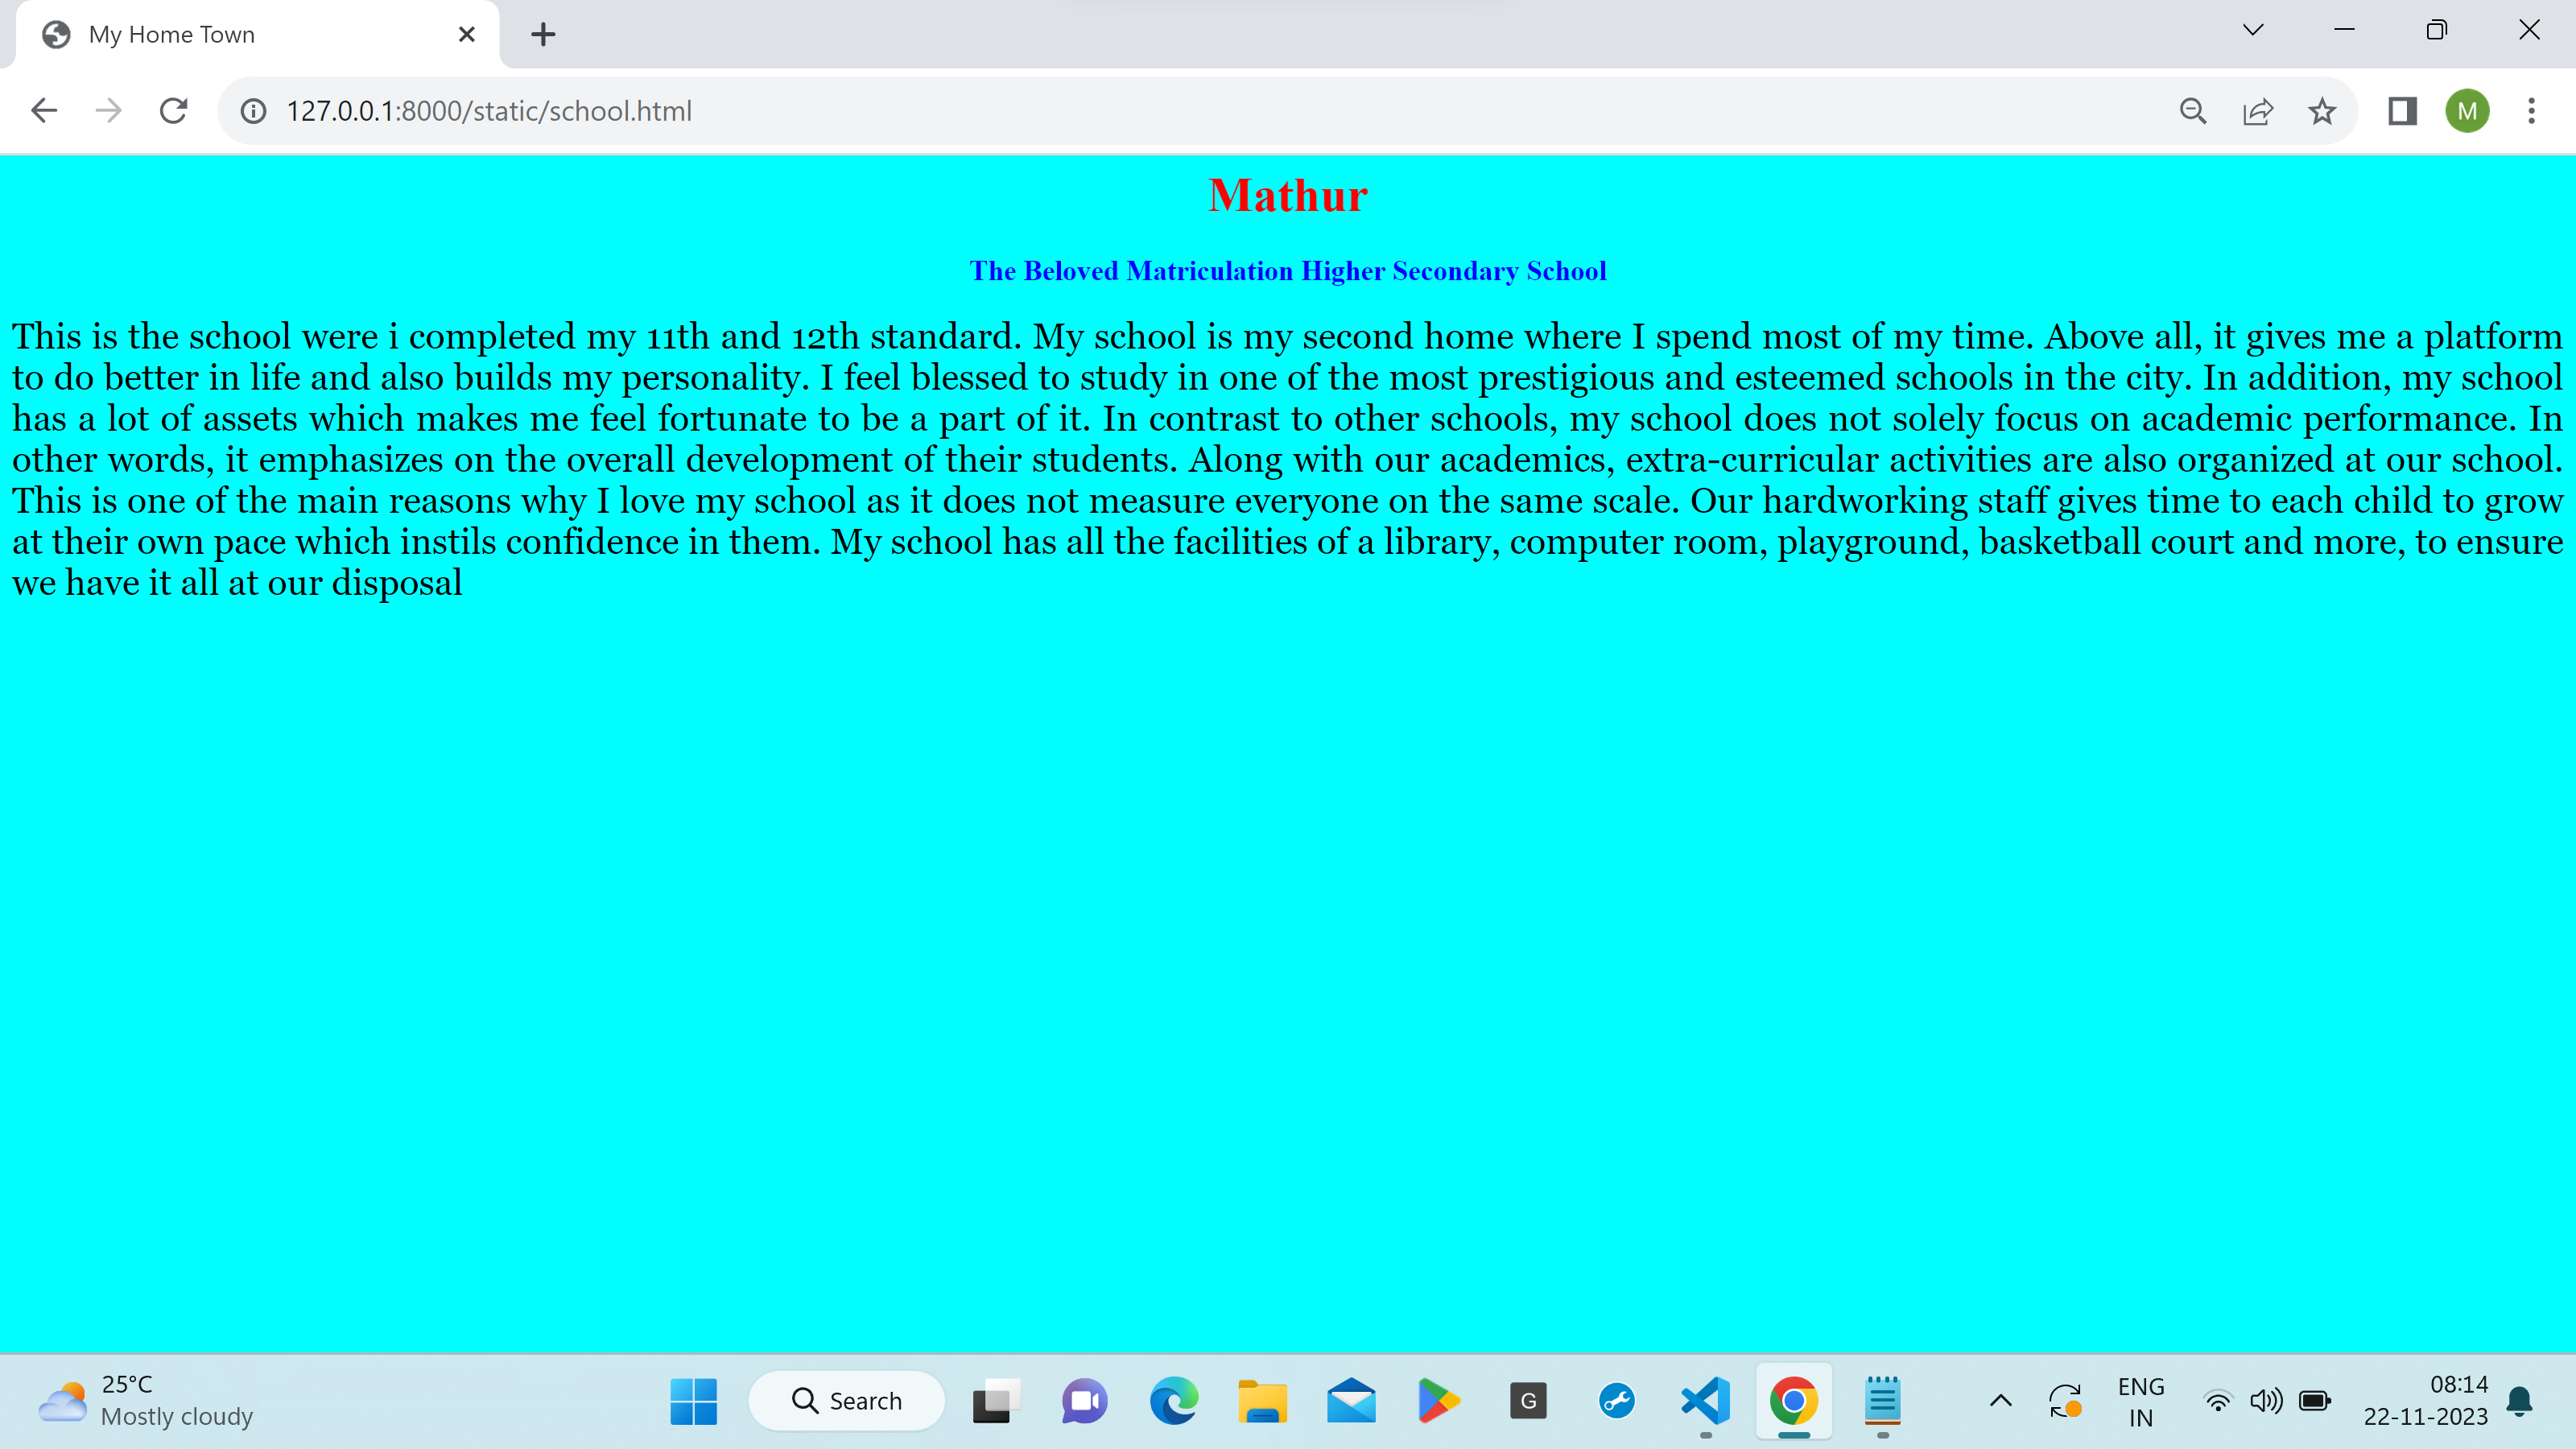 My Home Town
127.0.0.1:8000/static/school.html
M
Mathur
The Beloved Matriculation Higher Secondary School
This is the school were i completed my 11th and 12th standard. My school is my second home where I spend most of my time. Above all, it gives me a platform
to do better in life and also builds my personality. I feel blessed to study in one of the most prestigious and esteemed schools in the city. In addition, my school
has a lot of assets which makes me feel fortunate to be a part of it. In contrast to other schools, my school does not solely focus on academic performance. In
other words, it emphasizes on the overall development of their students. Along with our academics, extra-curricular activities are also organized at our school.
This is one of the main reasons why I love my school as it does not measure everyone on the same scale. Our hardworking staff gives time to each child to grow
at their own pace which instils confidence in them. My school has all the facilities of a library, computer room, playground, basketball court and more, to ensure
we have it all at our disposal
25°C
Mostly cloudy
Search
G
ENG
IN
08:14
22-11-2023